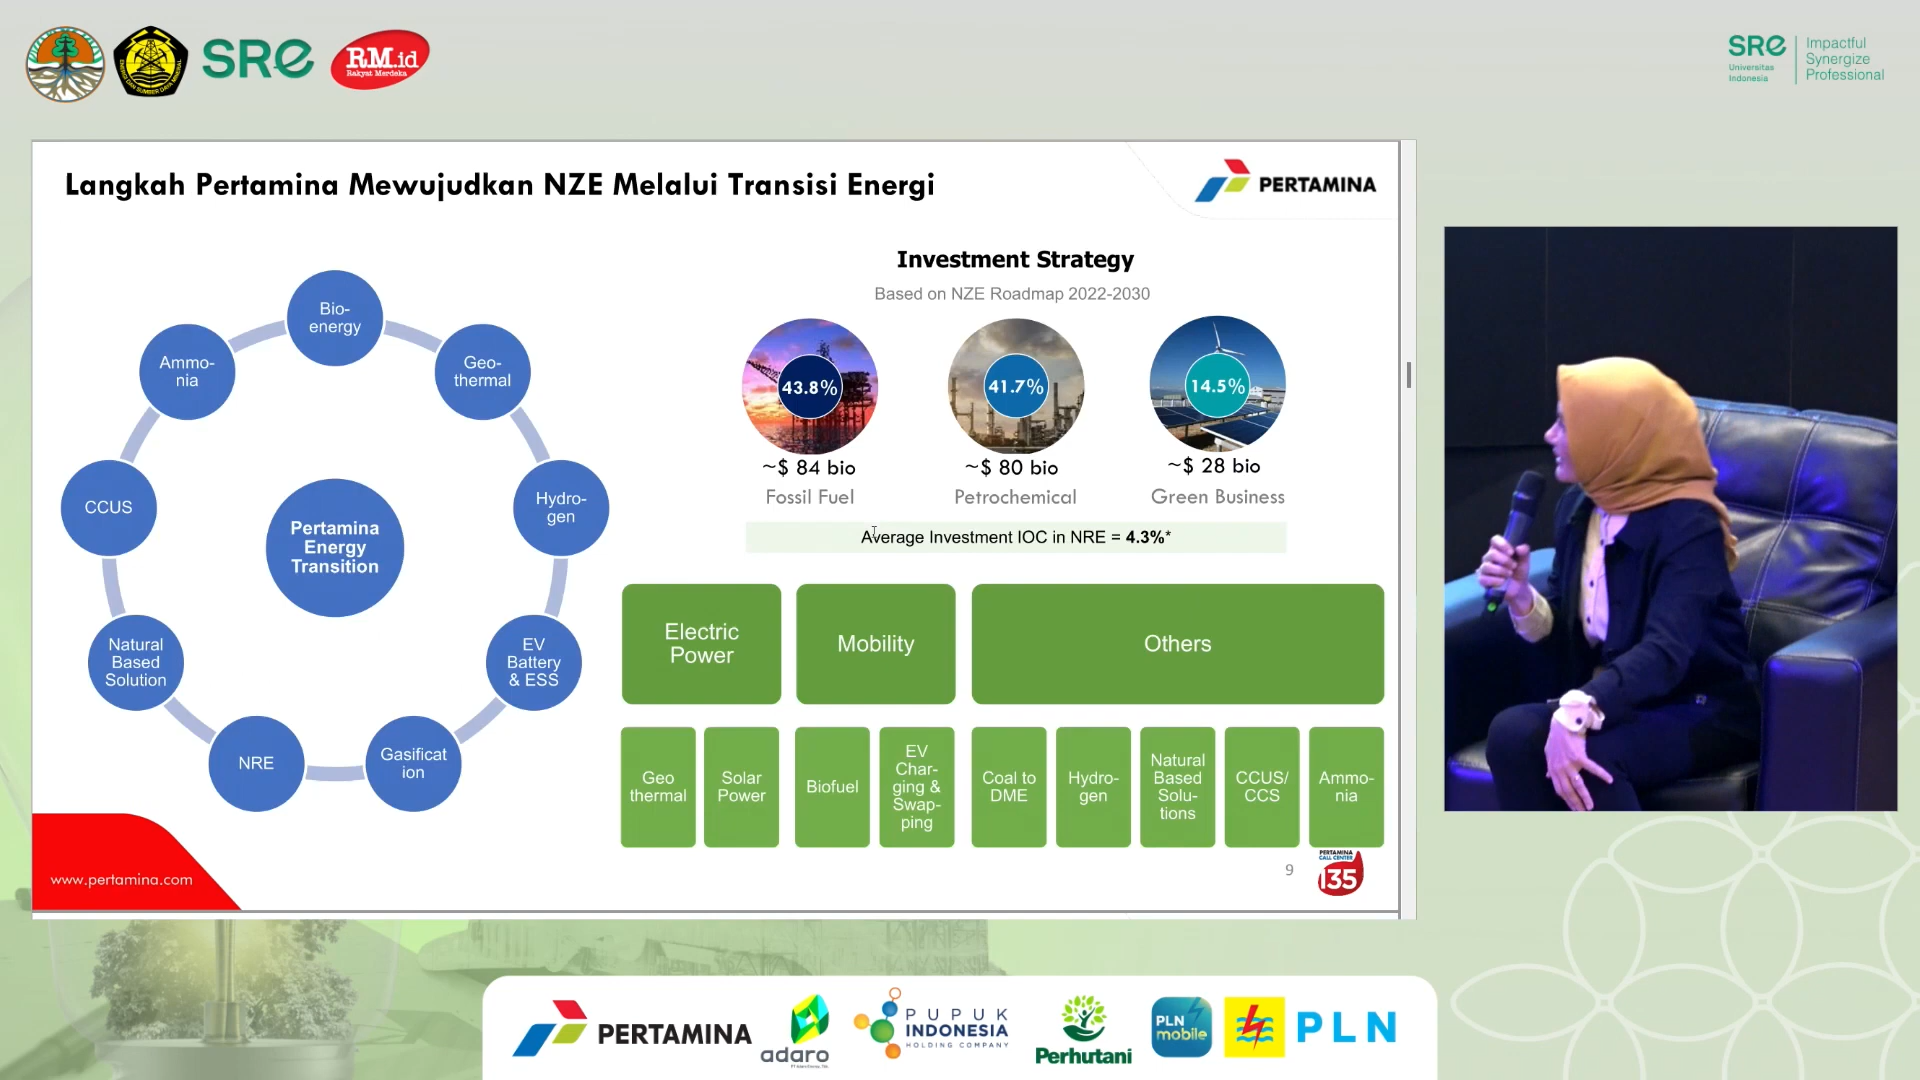 SRE
RM.id
Rakyat Merdeka
SRE
Universitas
Indonesia
Impactful
Synergize
Professional
Langkah Pertamina Mewujudkan NZE Melalui Transisi Energi
PERTAMINA
Bio-
energy
Geo-
thermal
Hydro-
gen
EV
Battery
& ESS
Gasificat
ion
NRE
Natural
Based
Solution
CCUS
Ammo-
nia
Pertamina
Energy
Transition
Investment Strategy
Based on NZE Roadmap 2022-2030
43.8%
41.7%
14.5%
~$ 84 bio
~$ 80 bio
~$ 28 bio
Fossil Fuel
Petrochemical
Green Business
Average Investment IOC in NRE = 4.3%*
Electric
Power
Mobility
Others
Geo
thermal
Solar
Power
Biofuel
EV
Char-
ging &
Swap-
ping
Coal to
DME
Hydro-
gen
Natural
Based
Solu-
tions
CCUS/
CCS
Ammo-
nia
www.pertamina.com
9
PERTAMINA
CALL CENTER
135
PERTAMINA
adaro
PUPUK
INDONESIA
HOLDING COMPANY
Perhutani
PLN
mobile
PLN